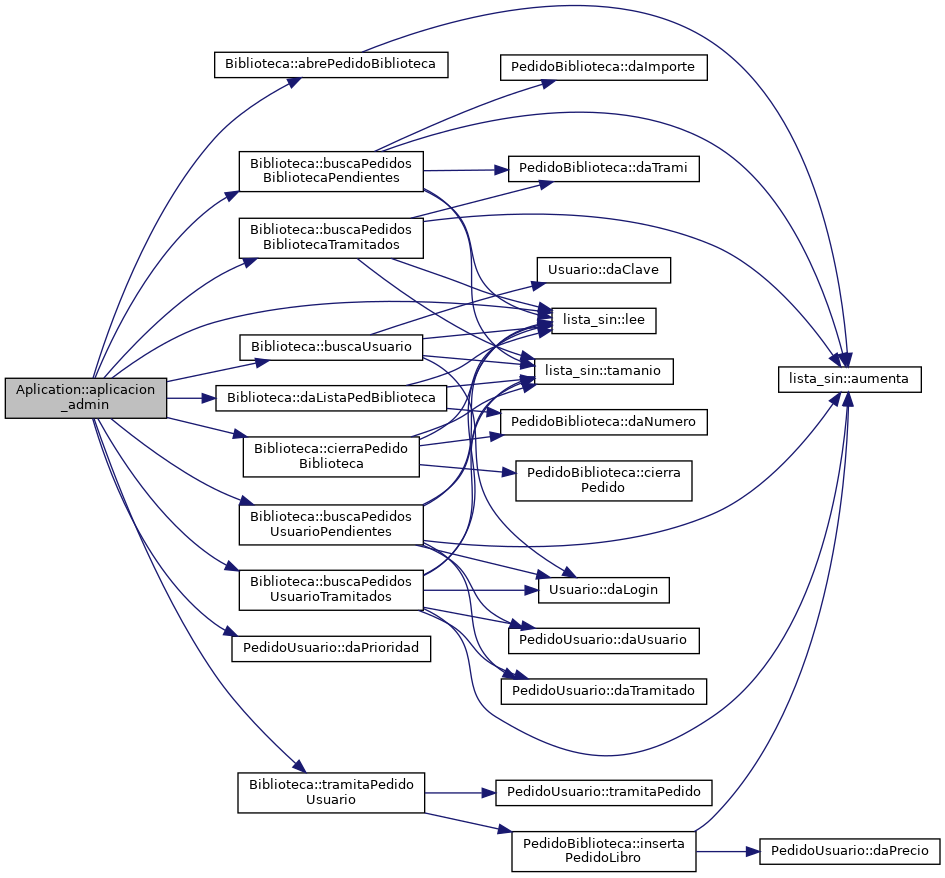 Aplication::aplicacion
_admin
Biblioteca::abrePedidoBiblioteca
Biblioteca::buscaPedidos
BibliotecaPendientes
Biblioteca::buscaPedidos
BibliotecaTramitados
Biblioteca::buscaUsuario
Biblioteca::daListaPedBiblioteca
Biblioteca::cierraPedido
Biblioteca
Biblioteca::buscaPedidos
UsuarioPendientes
Biblioteca::buscaPedidos
UsuarioTramitados
PedidoUsuario::daPrioridad
Biblioteca::tramitaPedido
Usuario
PedidoBiblioteca::daImporte
PedidoBiblioteca::daTrami
Usuario::daClave
lista_sin::lee
lista_sin::tamanio
PedidoBiblioteca::daNumero
PedidoBiblioteca::cierra
Pedido
Usuario::daLogin
PedidoUsuario::daUsuario
PedidoUsuario::daTramitado
PedidoUsuario::tramitaPedido
PedidoBiblioteca::inserta
PedidoLibro
lista_sin::aumenta
PedidoUsuario::daPrecio